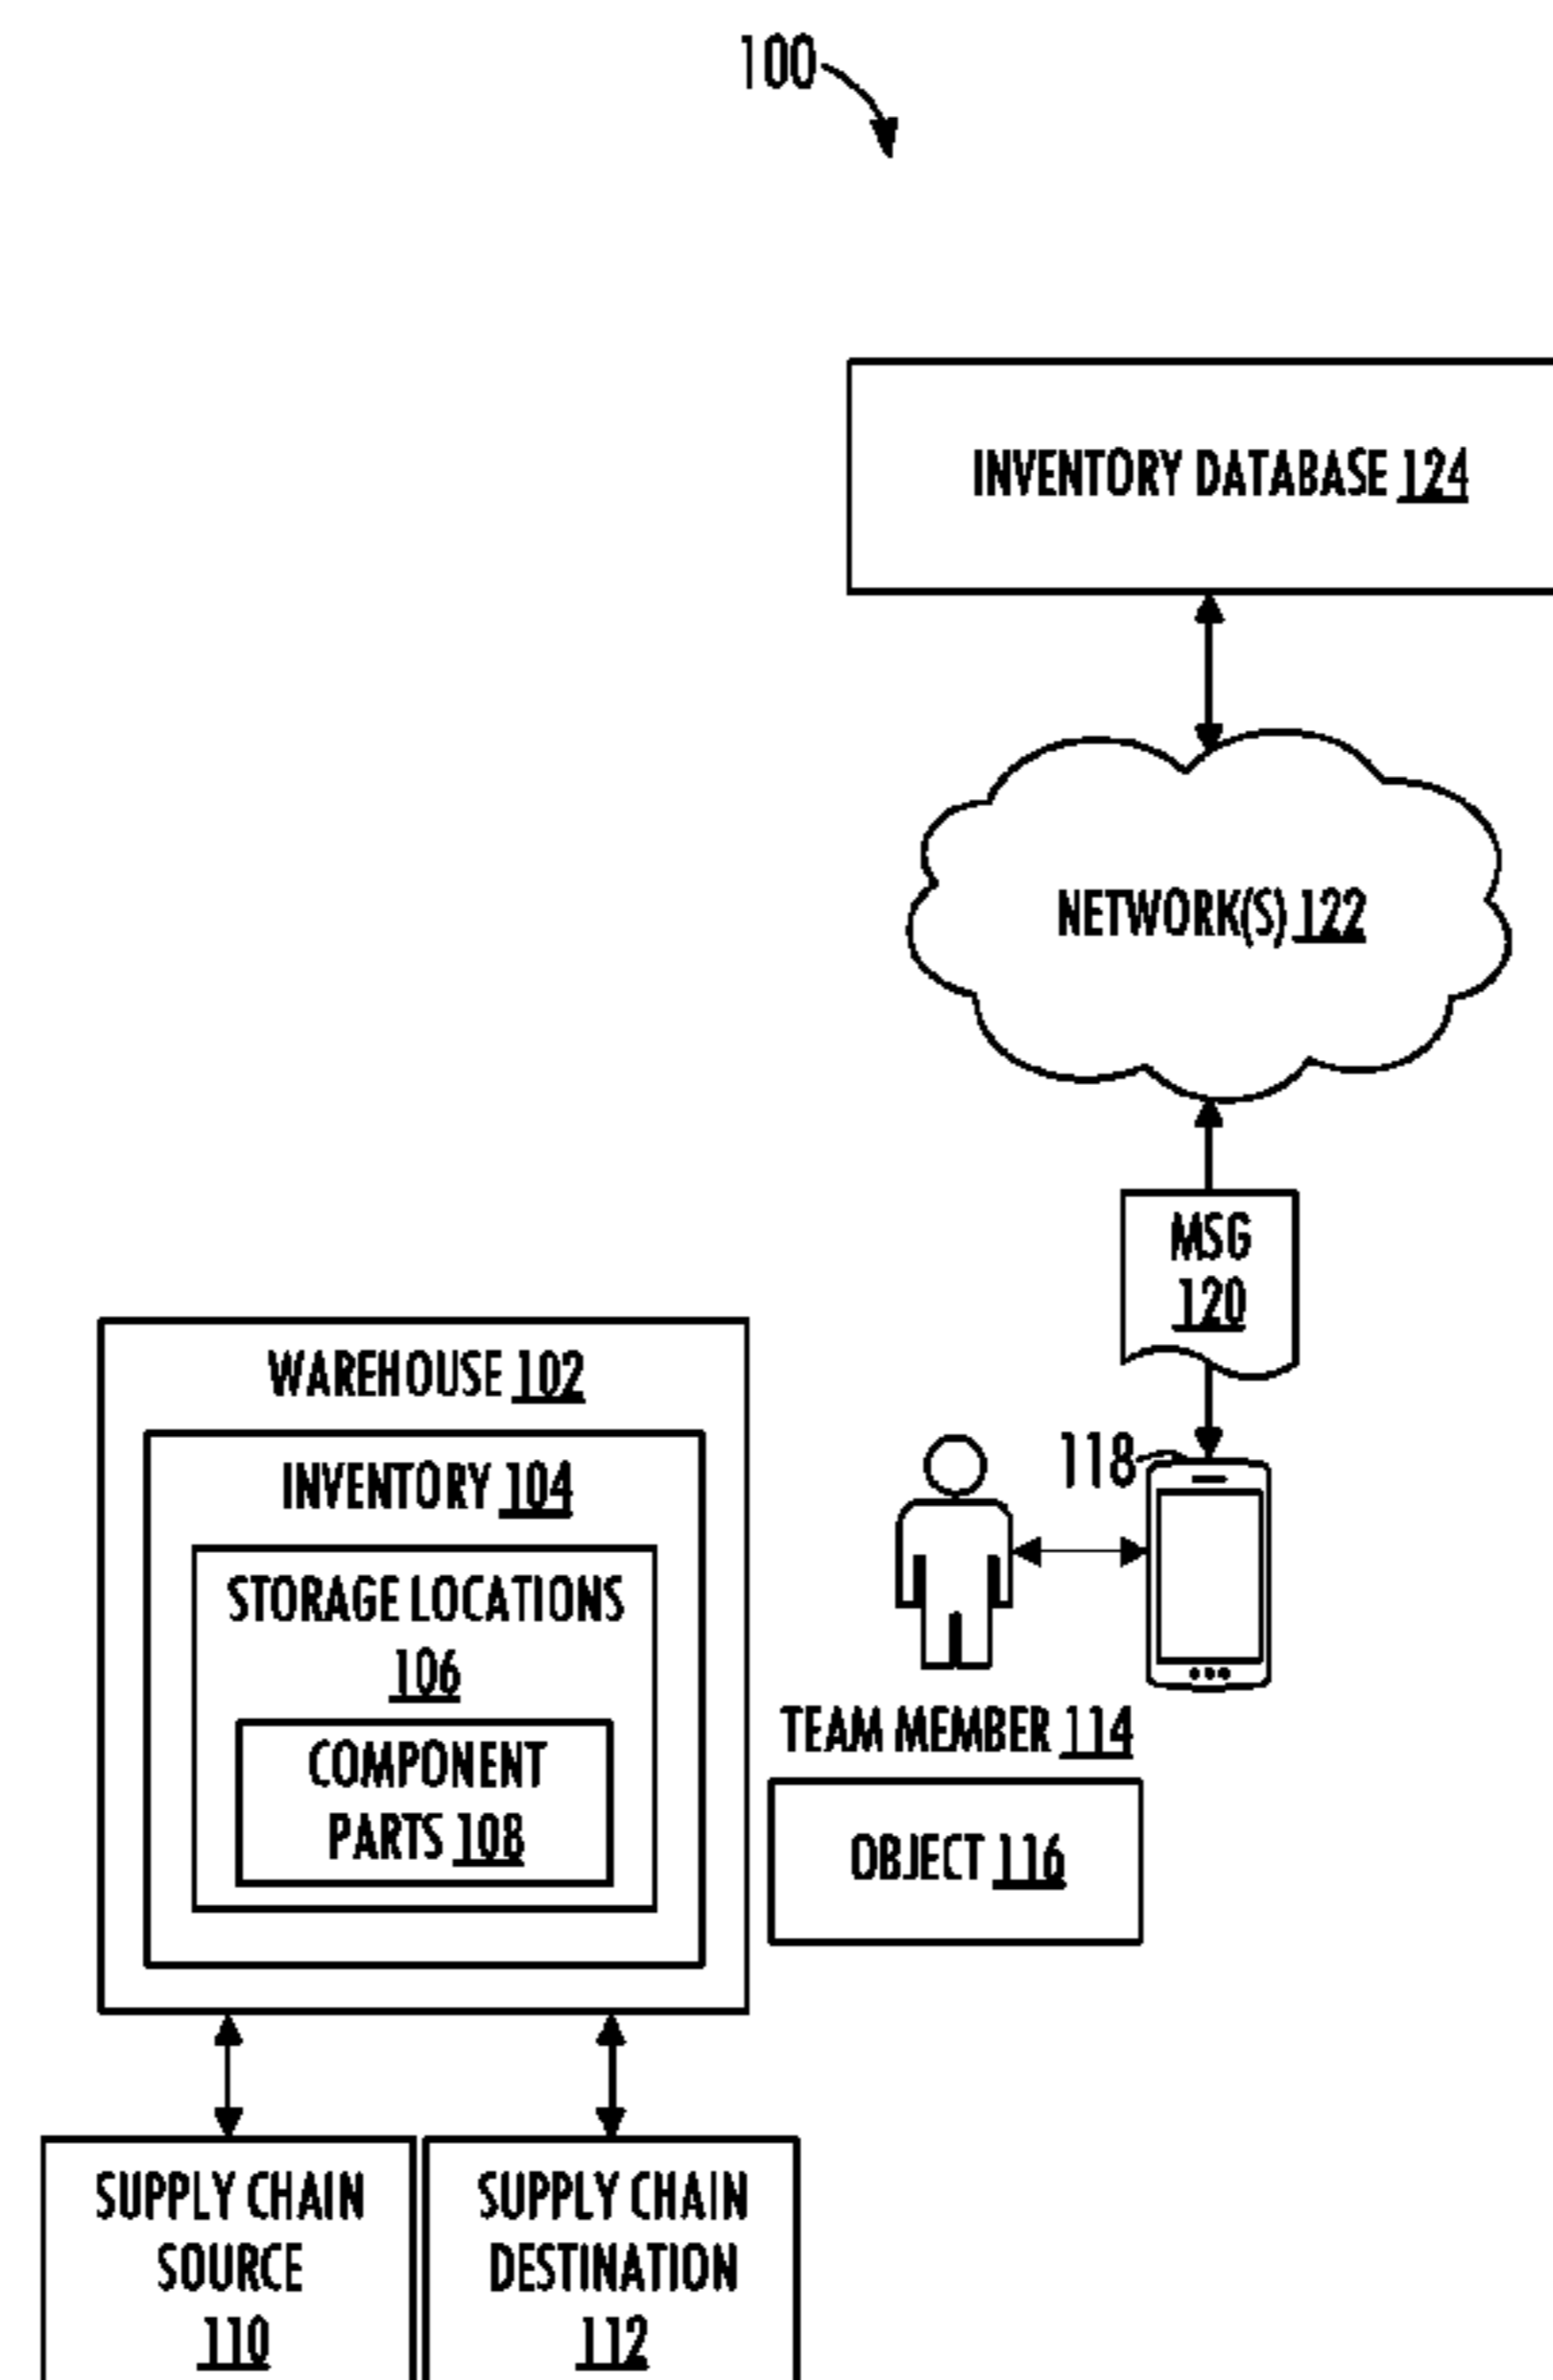 100
INVENTORY DATABASE 124
NETWORK(S) 122
MSG
120
WAREHOUSE 102
INVENTORY 104
STORAGE LOCATIONS
106
COMPONENT
PARTS 108
118
TEAM MEMBER 114
OBJECT 116
SUPPLY CHAIN
SOURCE
110
SUPPLY CHAIN
DESTINATION
112